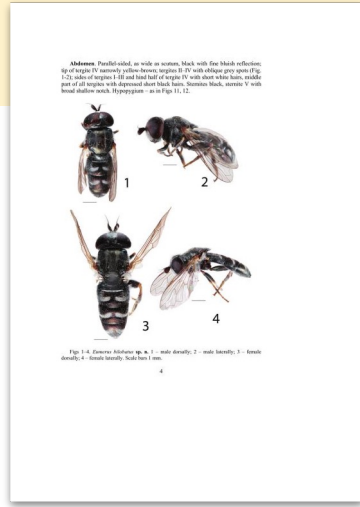 Abdomen. Parallel-sided, as wide as scutum, black with fine bluish reflection;
tip of tergite IV narrowly yellow-brown; tergites II–IV with oblique grey spots (Fig.
1-2); sides of tergites I–III and hind half of tergite IV with short white hairs, middle
part of all tergites with depressed short black hairs. Sternites black, sternite V with
broad shallow notch. Hypopygium – as in Figs 11, 12.
1
2
3
4
Figs 1–4. Eumerus bilobatus sp. n. 1 – male dorsally; 2 – male laterally; 3 – female
dorsally; 4 – female laterally. Scale bars 1 mm.
4